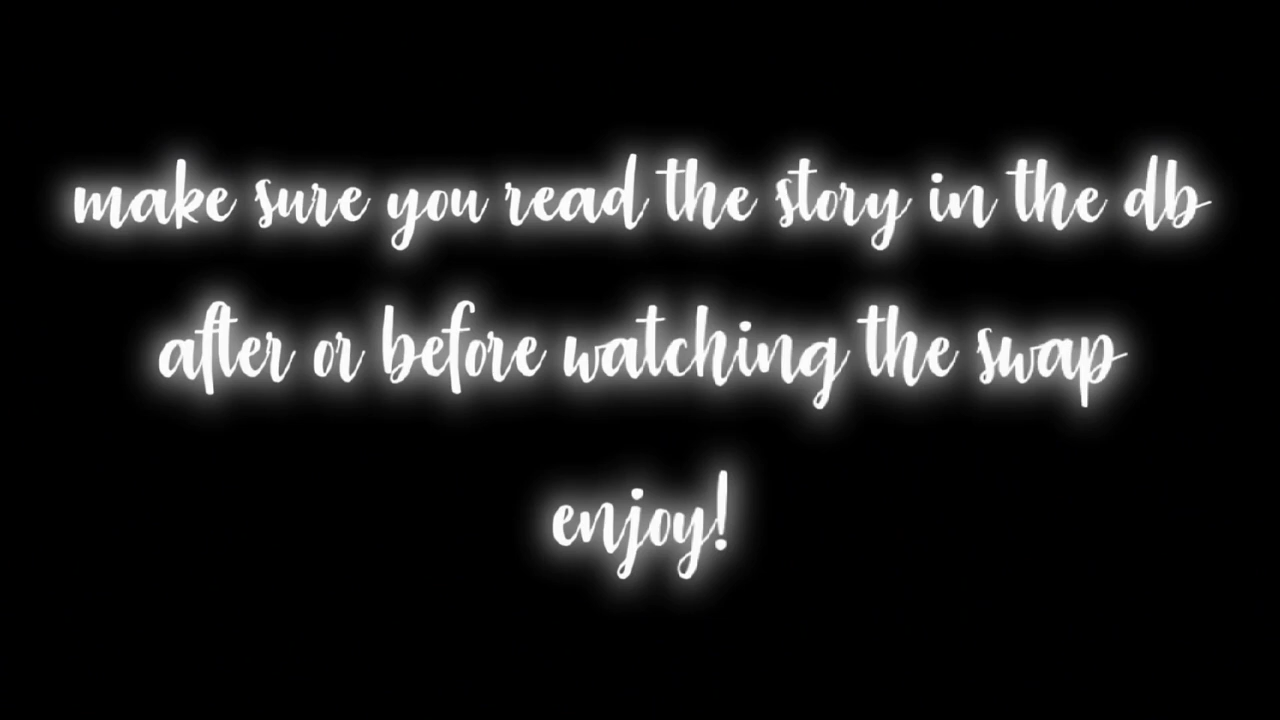 make sure you read the story in the db
after or before watching the swap
enjoy!